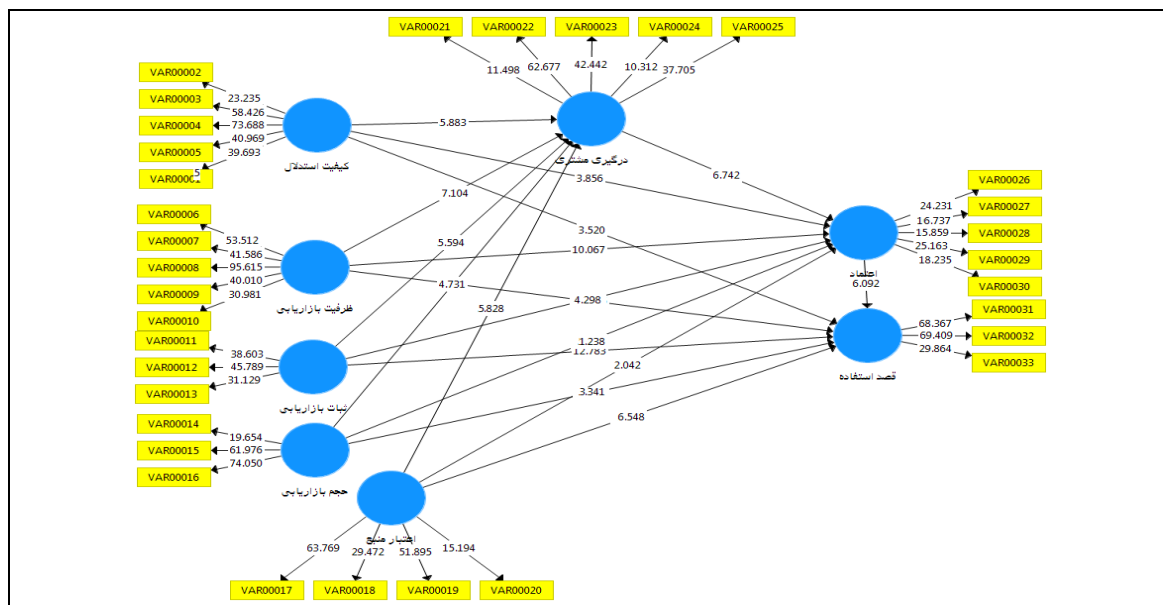 VAR00021
VAR00022
VAR00023
VAR00024
VAR00025
11.498
62.677
42.442
10.312
37.705
درگیری مشتری
VAR00002
VAR00003
VAR00004
VAR00005
23.235
58.426
73.688
40.969
39.693
5
کیفیت استدلال
5.883
3.856
3.520
6.742
VAR00006
VAR00007
VAR00008
VAR00009
VAR00010
53.512
41.586
95.615
40.010
30.981
ظرفیت بازاریابی
7.104
10.067
4.298
VAR00011
VAR00012
VAR00013
38.603
45.789
31.129
ثبات بازاریابی
5.594
12.783
VAR00014
VAR00015
VAR00016
19.654
61.976
74.050
حجم بازاریابی
4.731
1.238
3.341
اعتبار منبع
5.828
2.042
6.548
63.769
29.472
51.895
15.194
VAR00017
VAR00018
VAR00019
VAR00020
VAR00026
VAR00027
VAR00028
VAR00029
VAR00030
24.231
16.737
15.859
25.163
18.235
اعتماد
6.092
VAR00031
VAR00032
VAR00033
68.367
69.409
29.864
قصد استفاده